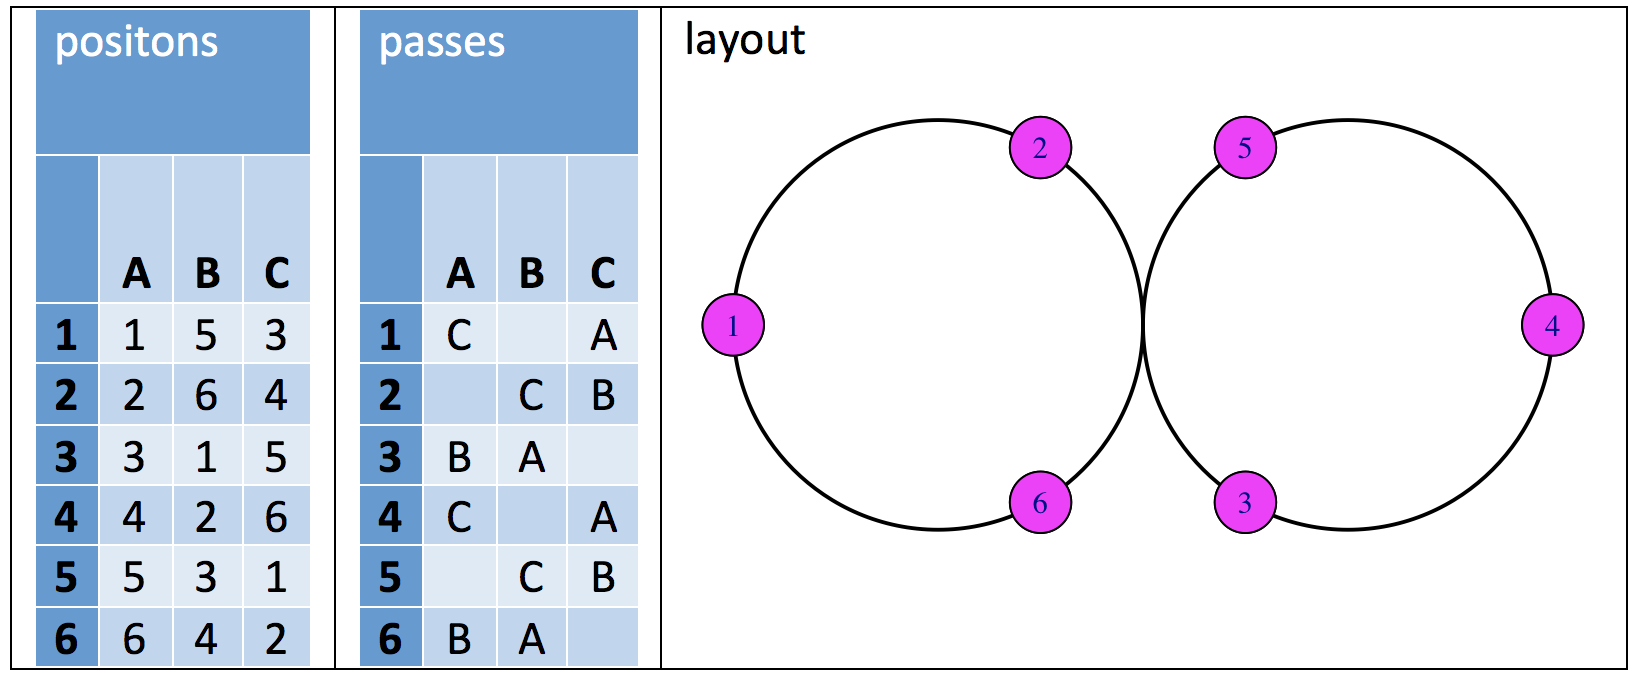 positons
A B C
1 1 5 3
2 2 6 4
3 3 1 5
4 4 2 6
5 5 3 1
6 6 4 2
passes
A B C
1 C A
2 C B
3 B A
4 C A
5 C B
6 B A
layout
2 5
1 4
6 3